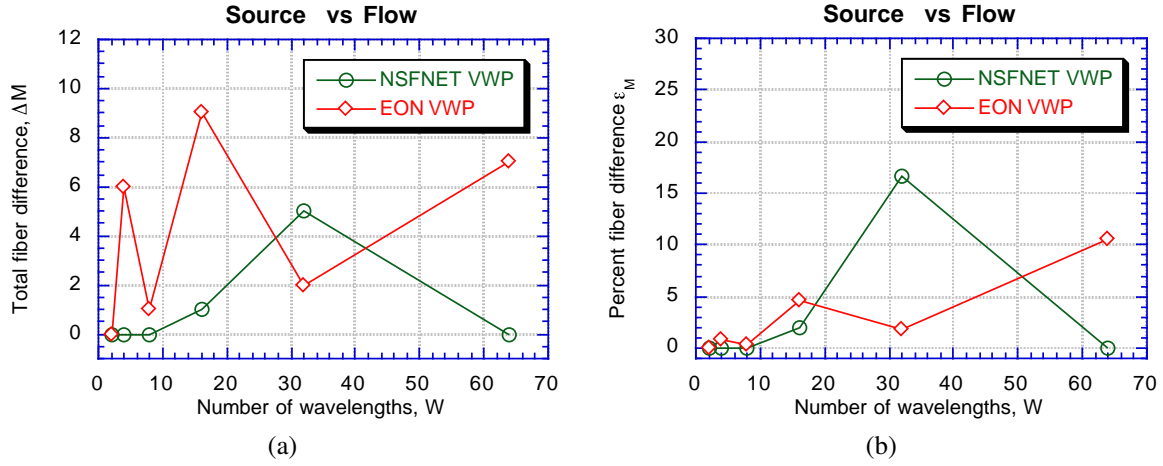 Source vs Flow
12
10
8
6
4
2
0
Total fiber difference, ΔM
NSFNET VWP
EON VWP
0 10 20 30 40 50 60 70
Number of wavelengths, W
(a)
Source vs Flow
30
25
20
15
10
5
0
Percent fiber difference ε_M
NSFNET VWP
EON VWP
0 10 20 30 40 50 60 70
Number of wavelengths, W
(b)